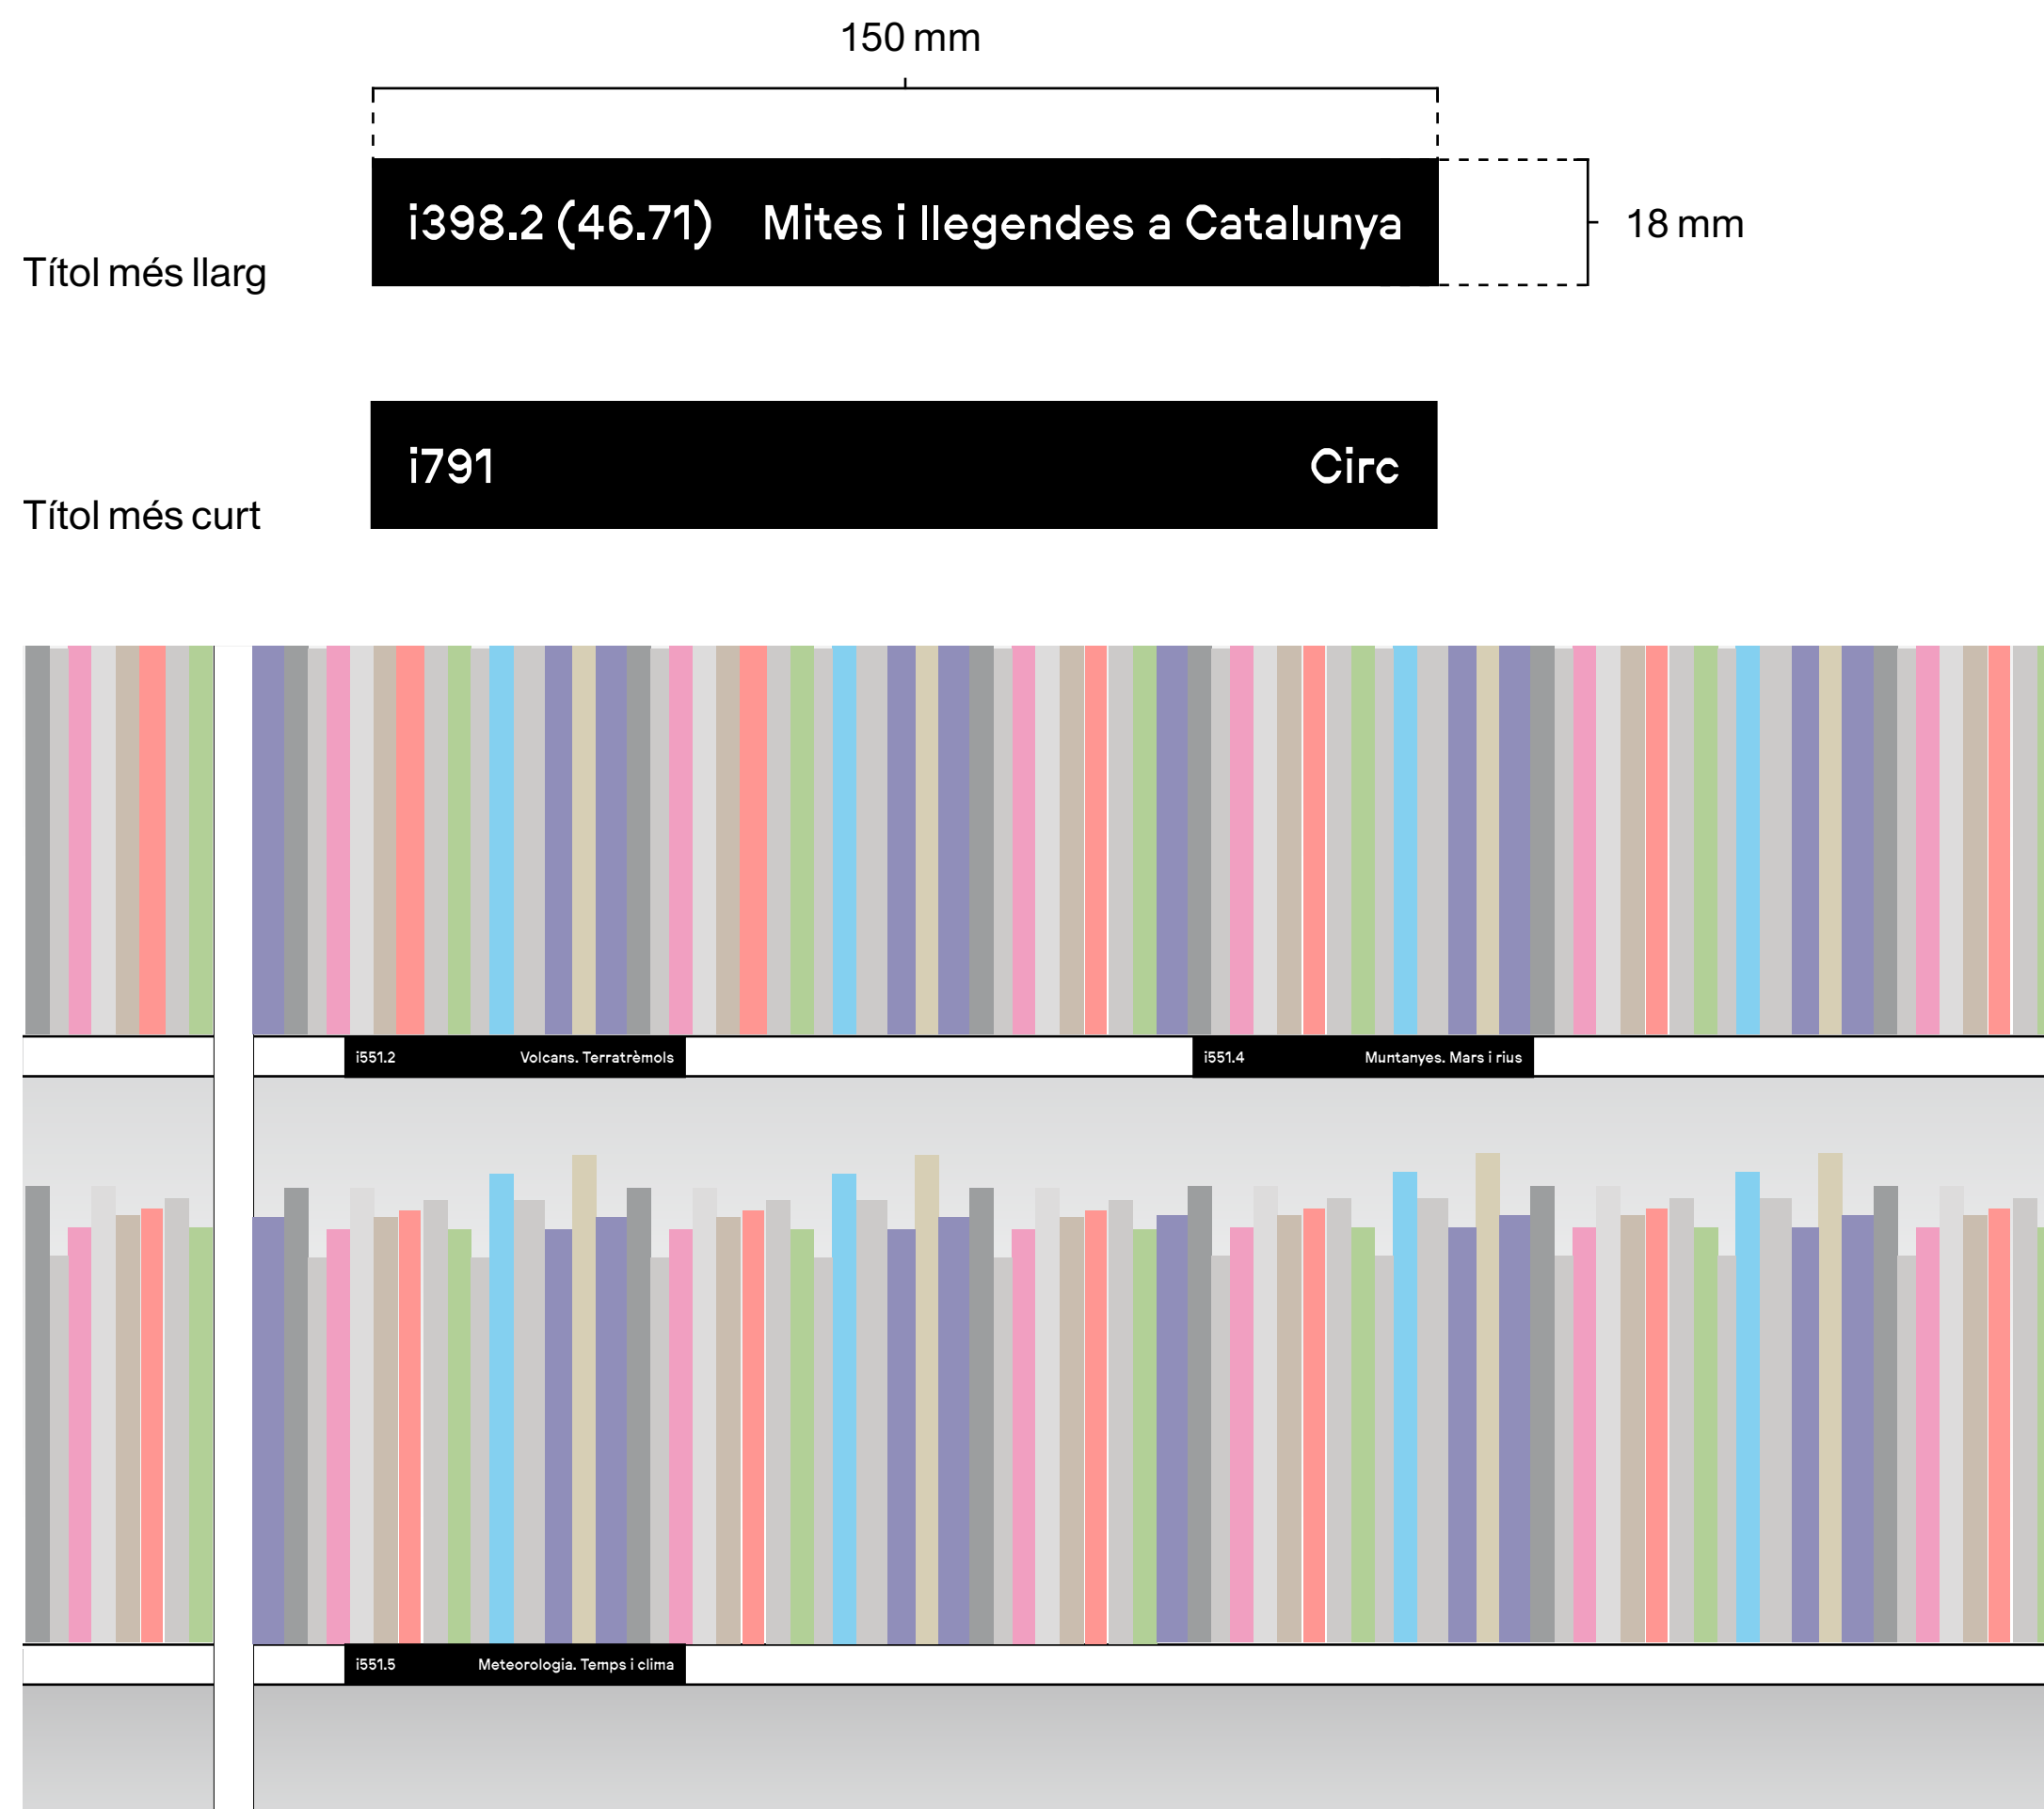 150 mm
i398.2 (46.71) Mites i llegendes a Catalunya
18 mm
Títol més llarg
i791 Circ
Títol més curt
i551.2 Volcans. Terratrèmols
i551.4 Muntanyes. Mars i rius
i551.5 Meteorologia. Temps i clima